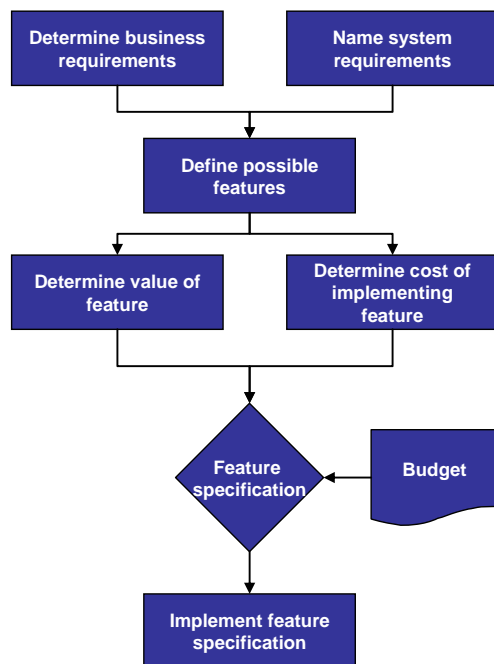 Determine business
requirements
Name system
requirements
Define possible
features
Determine value of
feature
Determine cost of
implementing
feature
Feature
specification
Budget
Implement feature
specification